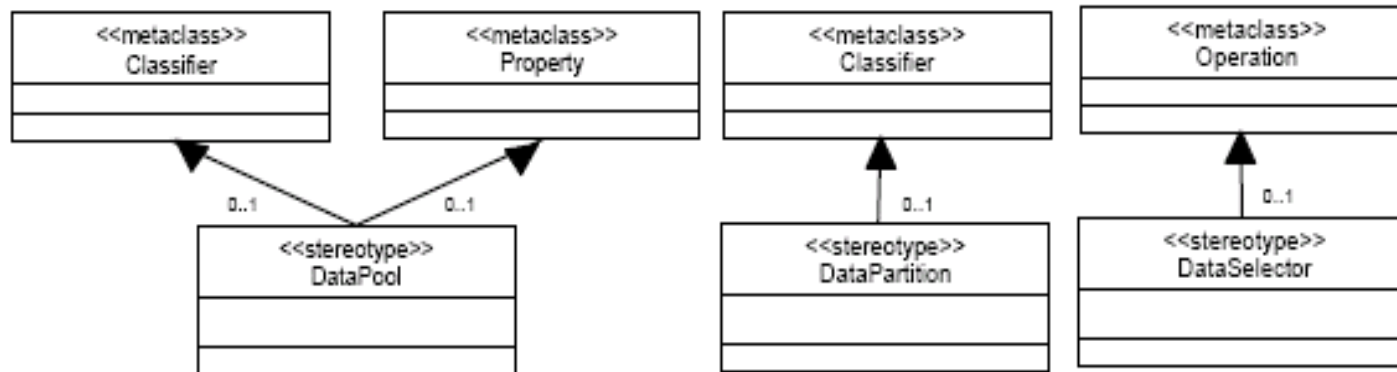 <<metaclass>>
Classifier
<<metaclass>>
Property
<<metaclass>>
Classifier
<<metaclass>>
Operation
0..1
0..1
0..1
0..1
<<stereotype>>
DataPool
<<stereotype>>
DataPartition
<<stereotype>>
DataSelector